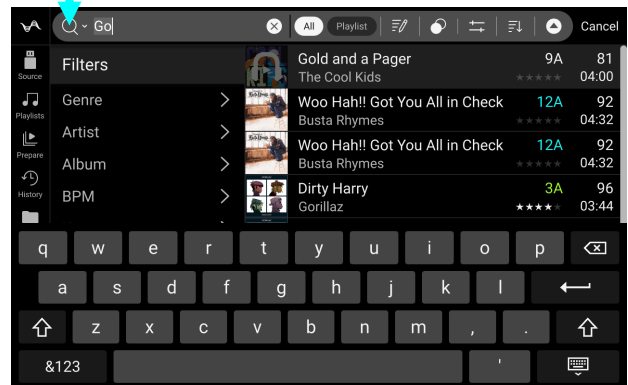 Go All Playlist Cancel
Source
Playlists
Prepare
History
Filters
Genre
Artist
Album
BPM
Gold and a Pager 9A 81
The Cool Kids 04:00
Woo Hah!! Got You All in Check 12A 92
Busta Rhymes 04:32
Woo Hah!! Got You All in Check 12A 92
Busta Rhymes 04:32
Dirty Harry 3A 96
Gorillaz 03:44
q w e r t y u i o p
a s d f g h j k l
z x c v b n m , .
&123 '